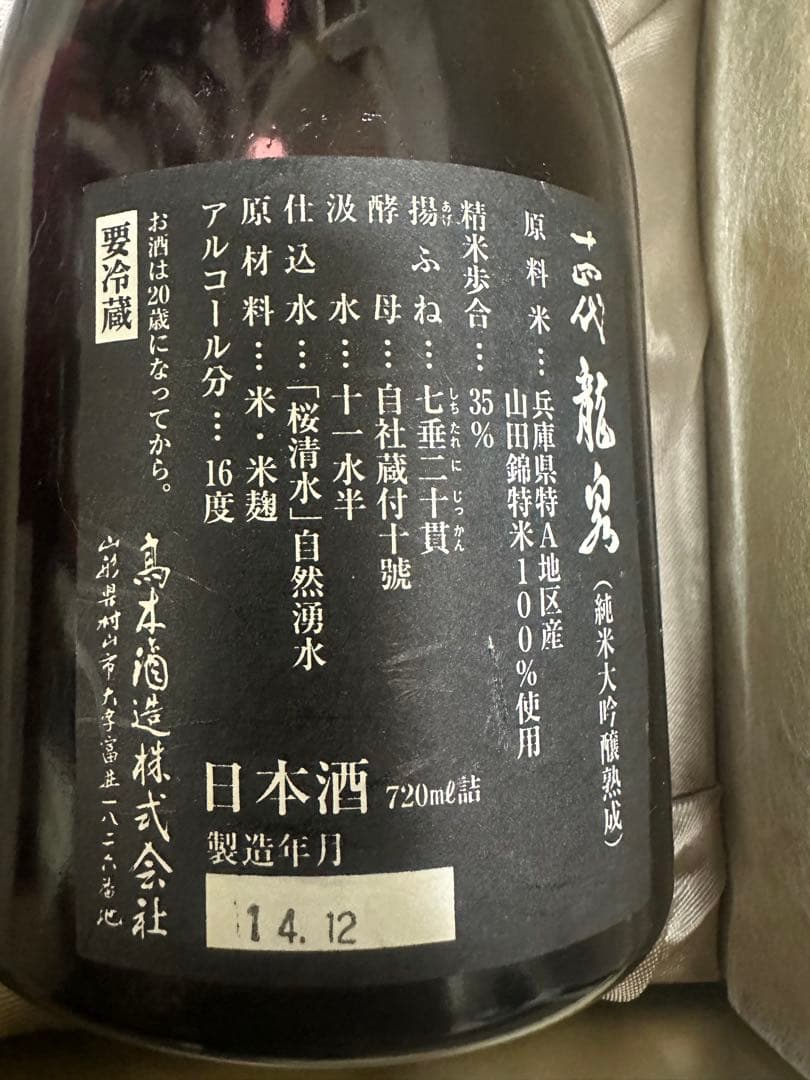 十四代 龍泉(純米大吟醸熟成)
原料米…兵庫県特A地区産
山田錦特米100%使用
精米歩合…35%
揚ふね…七垂二十貫
あげ
しちたれに じっかん
酵母…自社蔵付十號
汲水…十一水半
仕込水…「桜清水」自然湧水
原材料…米・米麹
アルコール分…16度
お酒は20歳になってから。
要冷蔵
日本酒 720mℓ詰
製造年月
14.12
高木酒造株式会社
山形県村山市大字富並一八二六番地